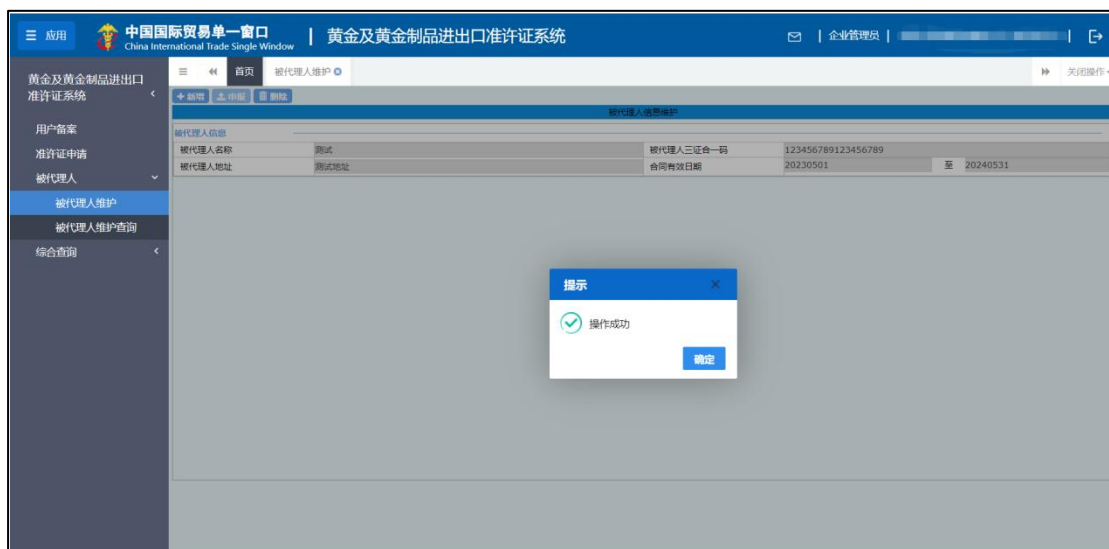 应用
中国国际贸易单一窗口
China International Trade Single Window
黄金及黄金制品进出口准许证系统
企业管理员
黄金及黄金制品进出口
准许证系统
首页
被代理人维护
关闭操作
新增
申报
删除
被代理人信息维护
用户备案
被代理人信息
准许证申请
被代理人名称
测试
被代理人三证合一码
123456789123456789
被代理人地址
测试地址
合同有效日期
20230501
至
20240531
被代理人
被代理人维护
被代理人维护查询
综合查询
提示
操作成功
确定